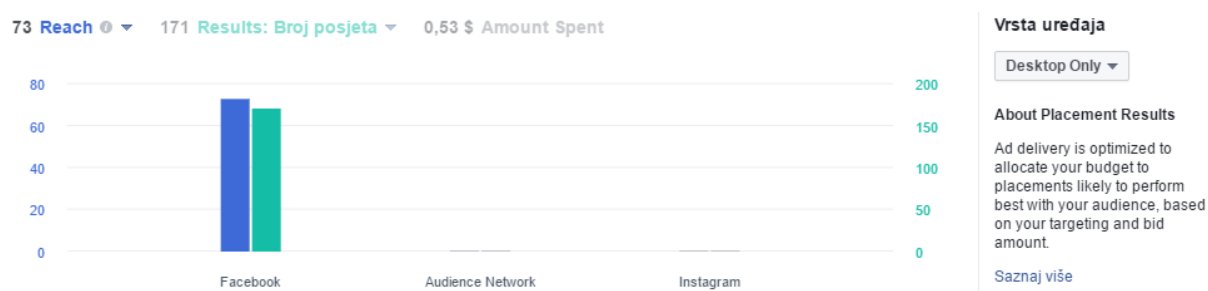 73 Reach 171 Results: Broj posjeta 0,53 $ Amount Spent
80
60
40
20
0
200
150
100
50
0
Facebook Audience Network Instagram
Vrsta uređaja
Desktop Only
About Placement Results
Ad delivery is optimized to
allocate your budget to
placements likely to perform
best with your audience, based
on your targeting and bid
amount.
Saznaj više